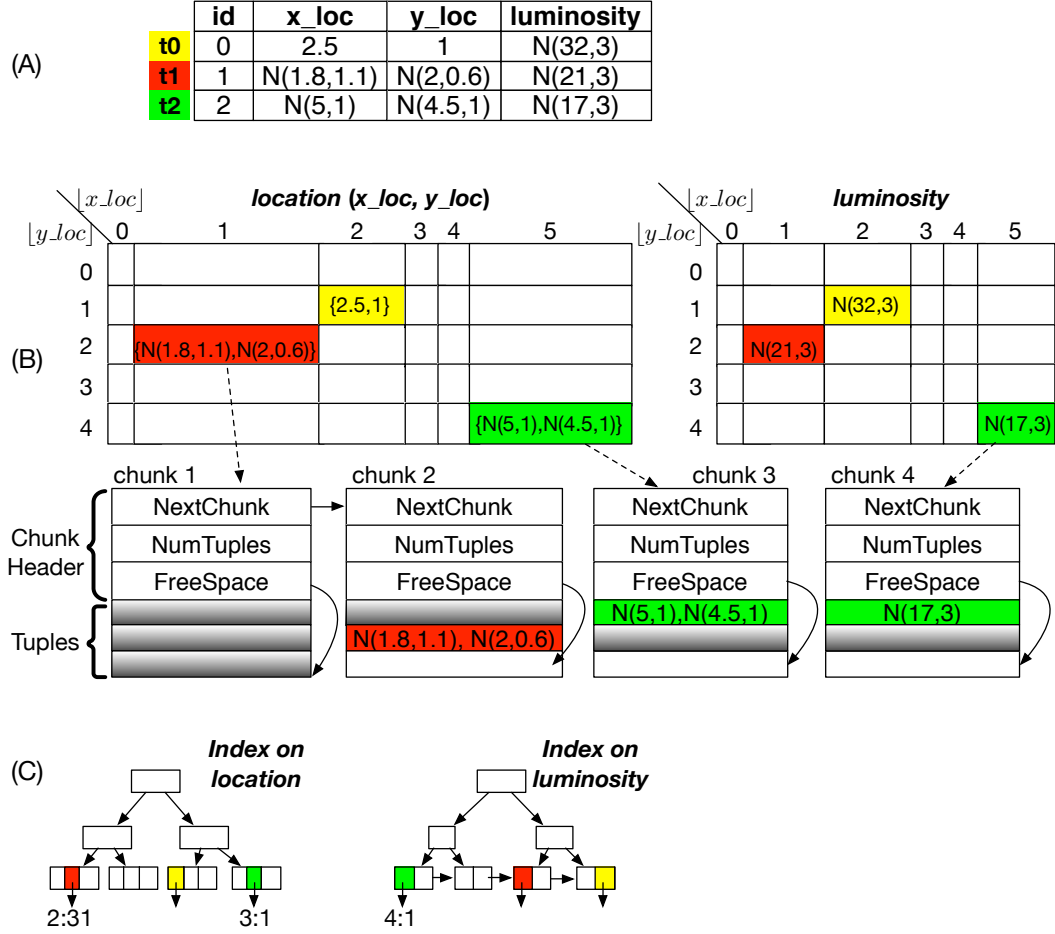 id x_loc y_loc luminosity
t0 0 2.5 1 N(32,3)
(A)
t1 1 N(1.8,1.1) N(2,0.6) N(21,3)
t2 2 N(5,1) N(4.5,1) N(17,3)
⌊x_loc⌋ location (x_loc, y_loc) ⌊x_loc⌋ luminosity
⌊y_loc⌋ 0 1 2 3 4 5 ⌊y_loc⌋ 0 1 2 3 4 5
0 0
1 {2.5,1} 1 N(32,3)
(B)
2 {N(1.8,1.1),N(2,0.6)} 2 N(21,3)
3 3
4 {N(5,1),N(4.5,1)} 4 N(17,3)
chunk 1 chunk 2 chunk 3 chunk 4
NextChunk NextChunk NextChunk NextChunk
Chunk
Header
NumTuples NumTuples NumTuples NumTuples
FreeSpace FreeSpace FreeSpace FreeSpace
N(5,1),N(4.5,1) N(17,3)
Tuples N(1.8,1.1), N(2,0.6)
(C)
Index on
location
Index on
luminosity
2:31 3:1 4:1